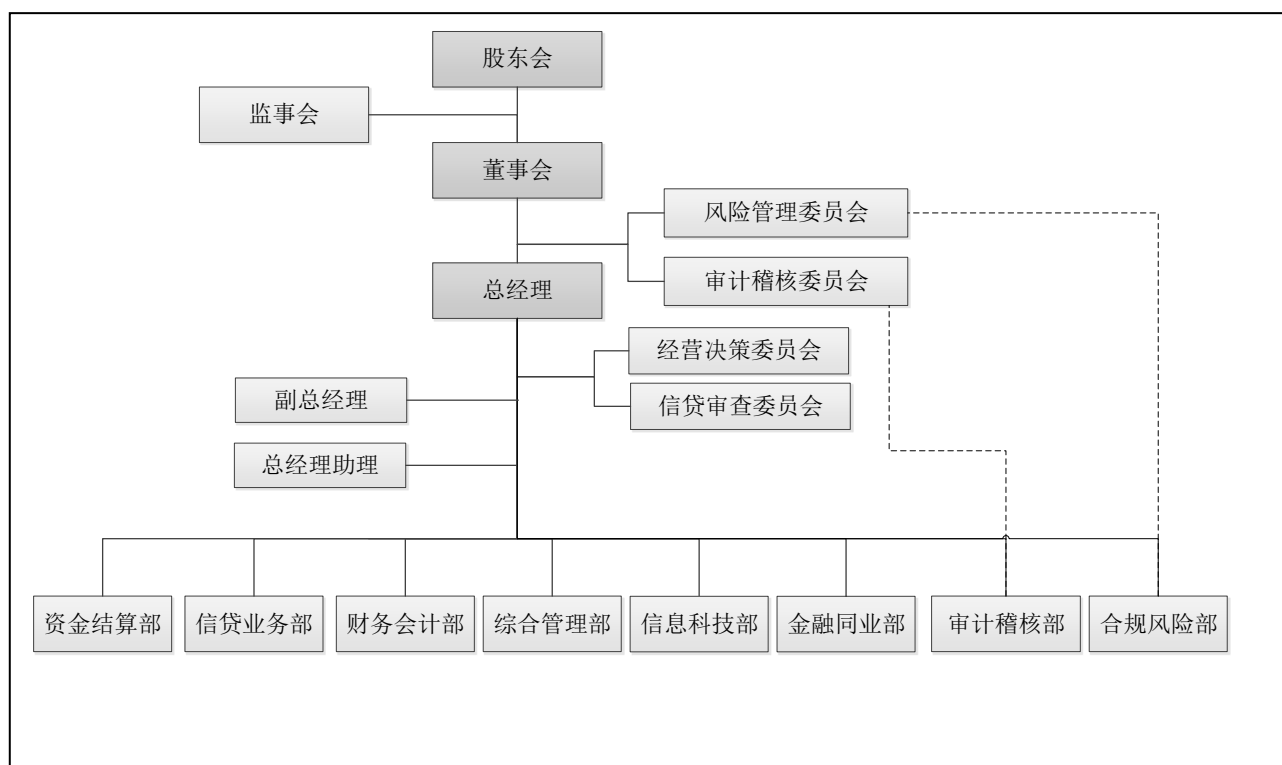 股东会
监事会
董事会
风险管理委员会
审计稽核委员会
总经理
经营决策委员会
信贷审查委员会
副总经理
总经理助理
资金结算部
信贷业务部
财务会计部
综合管理部
信息科技部
金融同业部
审计稽核部
合规风险部